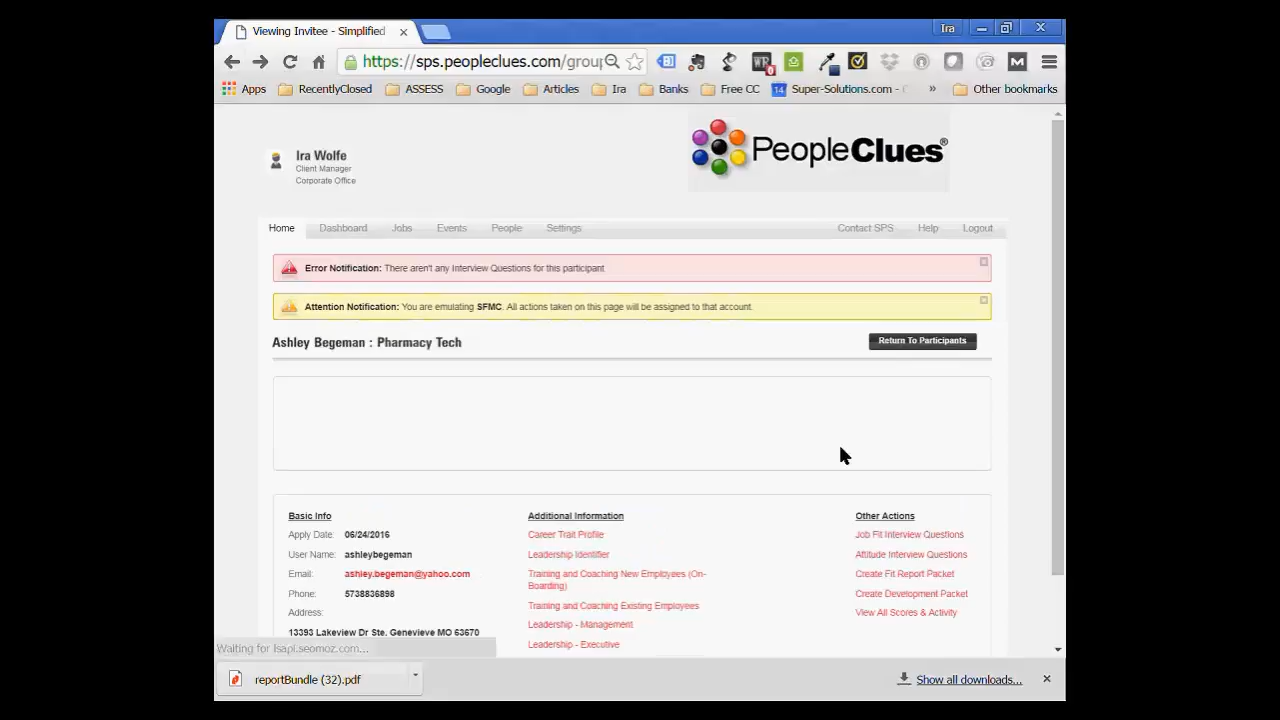 Viewing Invitee - Simplified
Ira
https://sps.peopleclues.com/group
Apps RecentlyClosed ASSESS Google Articles Ira Banks Free CC 14 Super-Solutions.com - » Other bookmarks
Ira Wolfe
Client Manager
Corporate Office
PeopleClues®
Home Dashboard Jobs Events People Settings Contact SPS Help Logout
Error Notification: There aren't any Interview Questions for this participant
Attention Notification: You are emulating SFMC. All actions taken on this page will be assigned to that account.
Ashley Begeman : Pharmacy Tech
Return To Participants
Basic Info Additional Information Other Actions
Apply Date: 06/24/2016 Career Trait Profile Job Fit Interview Questions
User Name: ashleybegeman Leadership Identifier Attitude Interview Questions
Email: ashley.begeman@yahoo.com Training and Coaching New Employees (On-
Boarding) Create Fit Report Packet
Phone: 5738836898 Training and Coaching Existing Employees Create Development Packet
Address: Leadership - Management View All Scores & Activity
13393 Lakeview Dr Ste. Genevieve MO 63670 Leadership - Executive
Waiting for lsapi.seomoz.com...
reportBundle (32).pdf Show all downloads...